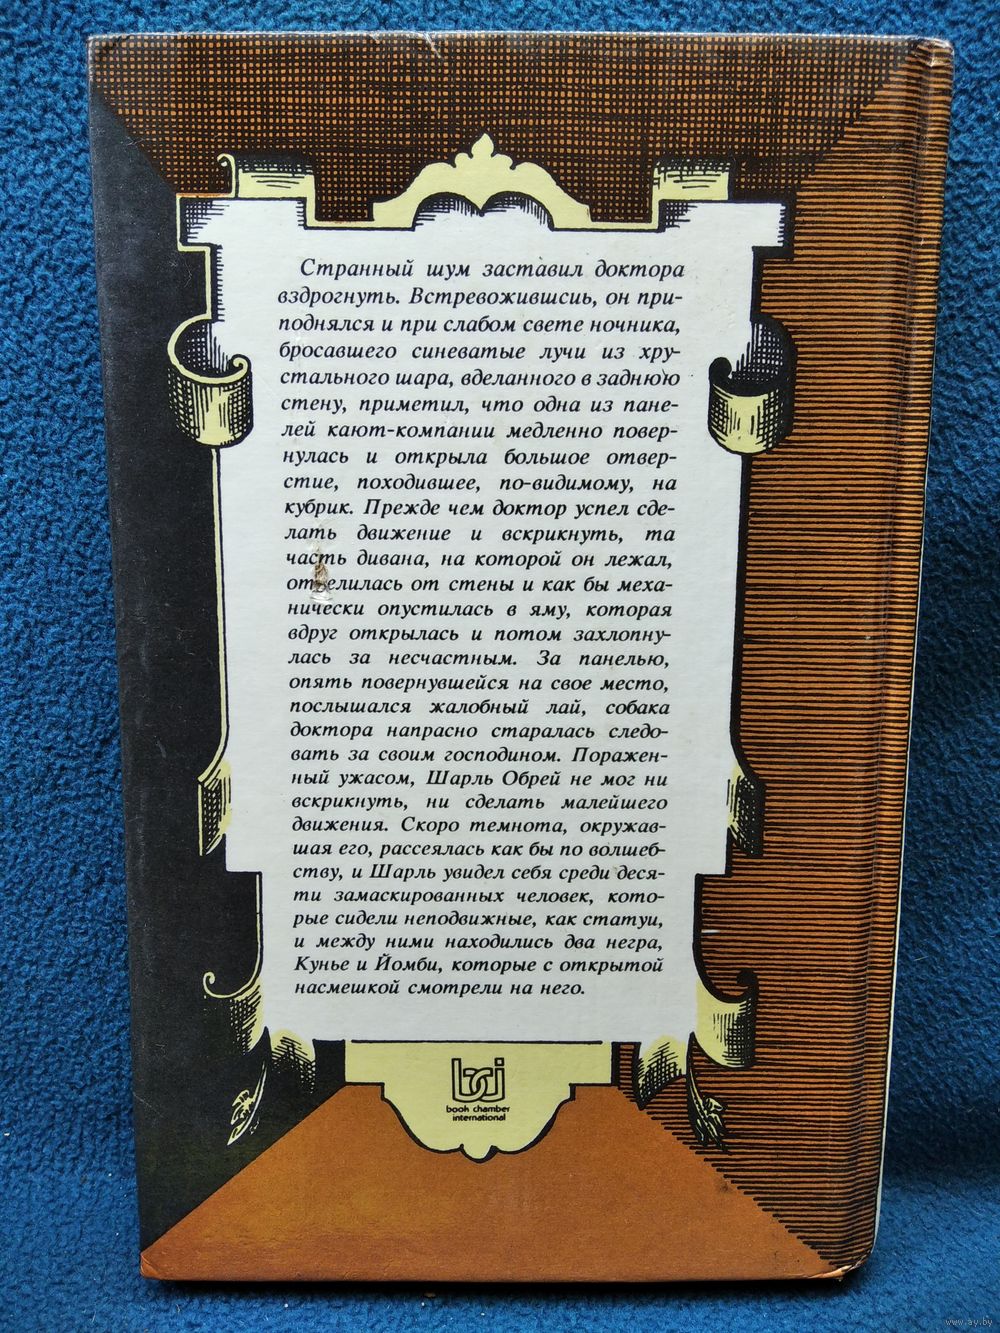 Странный шум заставил доктора
вздрогнуть. Встревожившсиь, он при-
поднялся и при слабом свете ночника,
бросавшего синеватые лучи из хру-
стального шара, вделанного в заднюю
стену, приметил, что одна из пане-
лей кают-компании медленно повер-
нулась и открыла большое отвер-
стие, походившее, по-видимому, на
кубрик. Прежде чем доктор успел сде-
лать движение и вскрикнуть, та
часть дивана, на которой он лежал,
отделилась от стены и как бы меха-
нически опустилась в яму, которая
вдруг открылась и потом захлопну-
лась за несчастным. За панелью,
опять повернувшейся на свое место,
послышался жалобный лай, собака
доктора напрасно старалась следо-
вать за своим господином. Поражен-
ный ужасом, Шарль Обрей не мог ни
вскрикнуть, ни сделать малейшего
движения. Скоро темнота, окружав-
шая его, рассеялась как бы по волшеб-
ству, и Шарль увидел себя среди деся-
ти замаскированных человек, кото-
рые сидели неподвижные, как статуи,
и между ними находились два негра,
Кунье и Йомби, которые с открытой
насмешкой смотрели на него.
bci
book chamber
international
www.ay.by